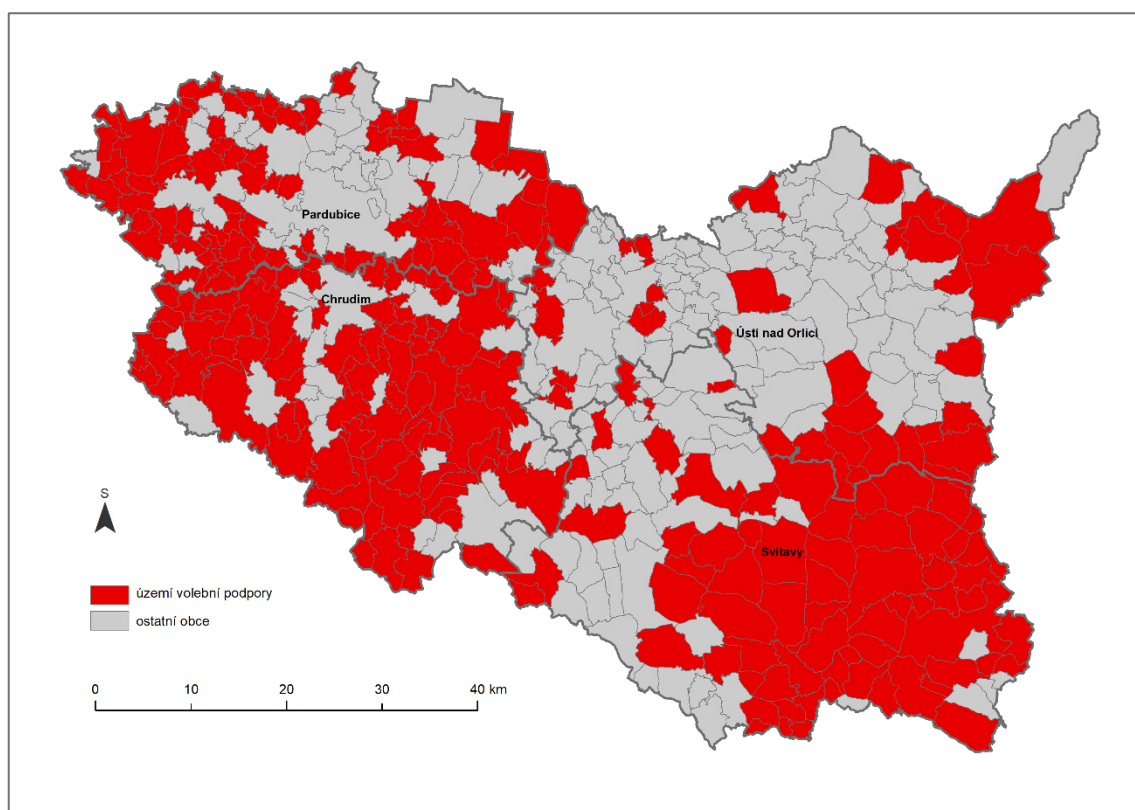 Pardubice
Chrudim
Ústí nad Orlicí
Svitavy
S
území volební podpory
ostatní obce
0 10 20 30 40 km